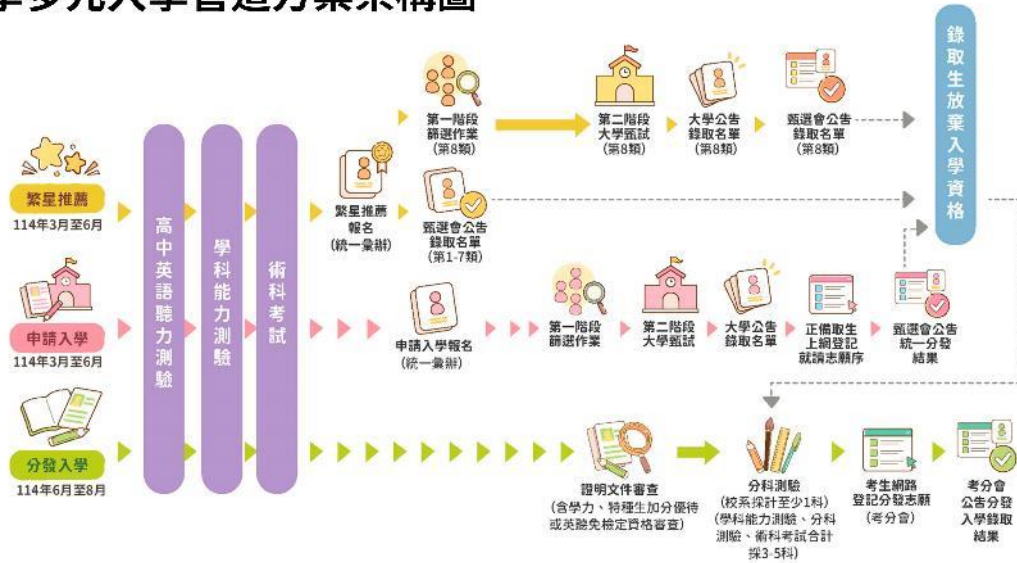 學多元入學管道方案架構圖
錄取生放棄入學資格
第一階段
篩選作業
(第8類)
第二階段
大學甄試
(第8類)
大學公告
錄取名單
(第8類)
甄選會公告
錄取名單
(第8類)
繁星推薦
114年3月至6月
高中英語聽力測驗
學科能力測驗
術科考試
繁星推薦
報名
(統一彙辦)
甄選會公告
錄取名單
(第1-7類)
申請入學
114年3月至6月
申請入學報名
(統一彙辦)
第一階段
篩選作業
第二階段
大學甄試
大學公告
錄取名單
正備取生
上網登記
就讀志願序
甄選會公告
統一分發
結果
分發入學
114年6月至8月
證明文件審查
(含學力、特種生加分優待
或英聽免檢定資格審查)
分科測驗
(校系採計至少1科)
(學科能力測驗、分科
測驗、術科考試合計
採3-5科)
考生網路
登記分發志願
(考分會)
考分會
公告分發
入學錄取
結果